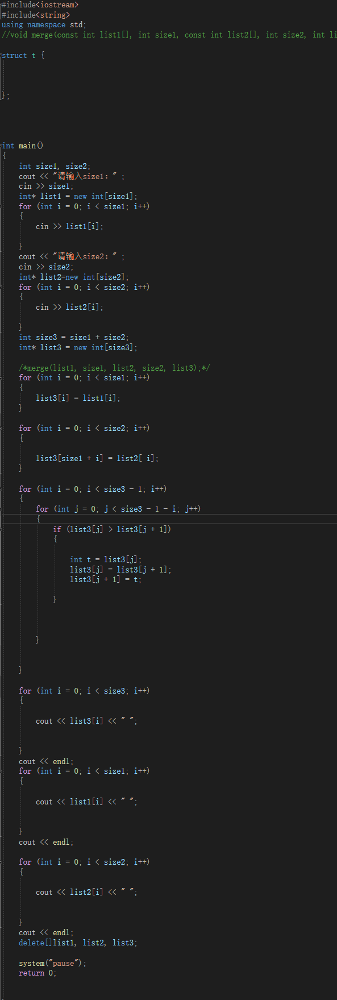 #include<iostream>
#include<string>
using namespace std;
//void merge(const int list1[], int size1, const int list2[], int size2, int li
struct t {
};
int main()
{
int size1, size2;
cout << "请输入size1：" ;
cin >> size1;
int* list1 = new int[size1];
for (int i = 0; i < size1; i++)
{
cin >> list1[i];
}
cout << "请输入size2：" ;
cin >> size2;
int* list2=new int[size2];
for (int i = 0; i < size2; i++)
{
cin >> list2[i];
}
int size3 = size1 + size2;
int* list3 = new int[size3];
/*merge(list1, size1, list2, size2, list3);*/
for (int i = 0; i < size1; i++)
{
list3[i] = list1[i];
}
for (int i = 0; i < size2; i++)
{
list3[size1 + i] = list2[ i];
}
for (int i = 0; i < size3 - 1; i++)
{
for (int j = 0; j < size3 - 1 - i; j++)
{
if (list3[j] > list3[j + 1])
{
int t = list3[j];
list3[j] = list3[j + 1];
list3[j + 1] = t;
}
}
}
for (int i = 0; i < size3; i++)
{
cout << list3[i] << " ";
}
cout << endl;
for (int i = 0; i < size1; i++)
{
cout << list1[i] << " ";
}
cout << endl;
for (int i = 0; i < size2; i++)
{
cout << list2[i] << " ";
}
cout << endl;
delete[]list1, list2, list3;
system("pause");
return 0;